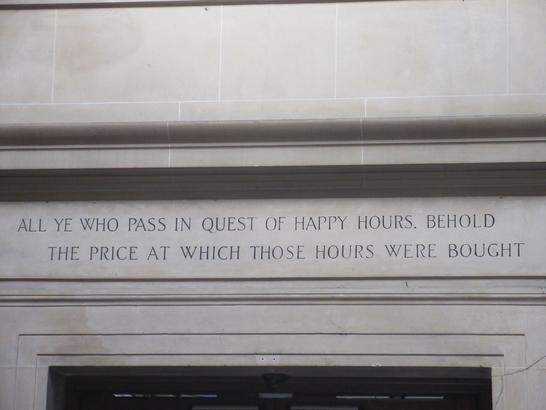 ALL YE WHO PASS IN QUEST OF HAPPY HOURS. BEHOLD
THE PRICE AT WHICH THOSE HOURS WERE BOUGHT